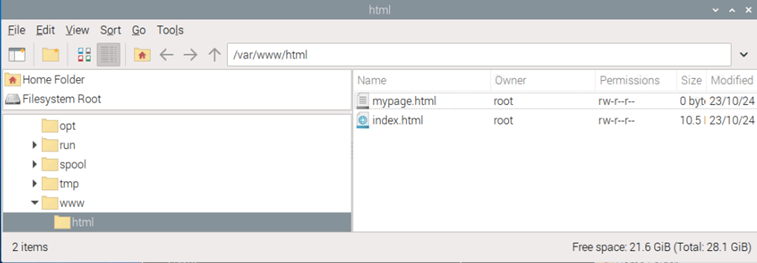 html
File Edit View Sort Go Tools
/var/www/html
Home Folder
Filesystem Root
opt
run
spool
tmp
www
html
Name Owner Permissions Size Modified
mypage.html root rw-r--r-- 0 byt 23/10/24
index.html root rw-r--r-- 10.5 23/10/24
2 items Free space: 21.6 GiB (Total: 28.1 GiB)